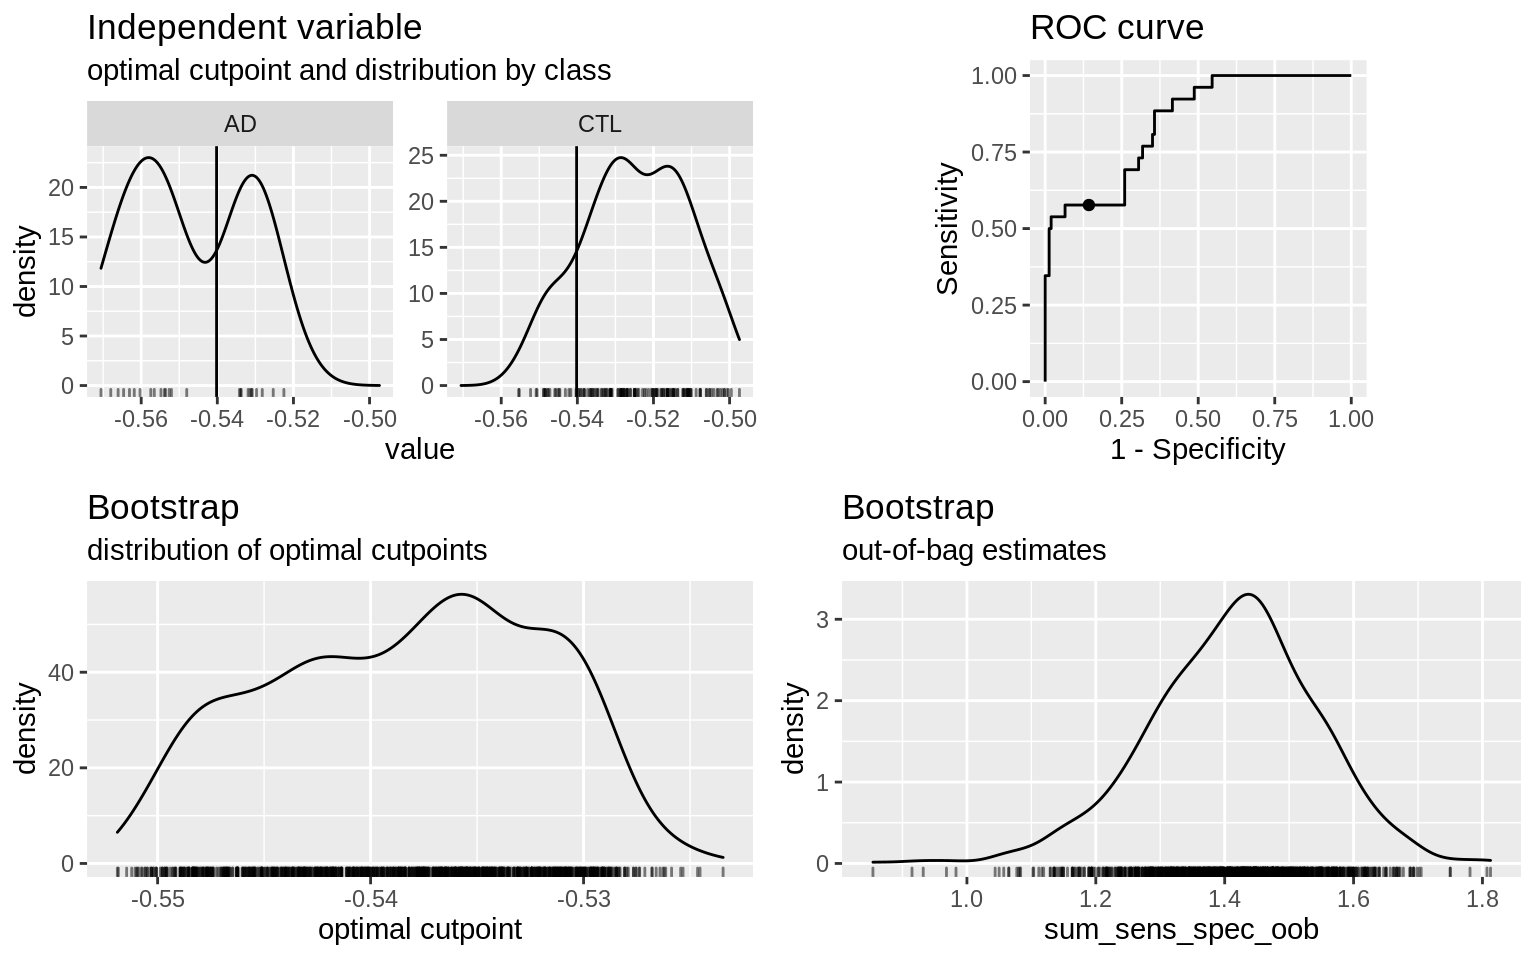 Independent variable
optimal cutpoint and distribution by class
AD
CTL
density
20
15
10
5
0
25
20
15
10
5
0
-0.56
-0.54
-0.52
-0.50
-0.56
-0.54
-0.52
-0.50
value
ROC curve
Sensitivity
1.00
0.75
0.50
0.25
0.00
0.00
0.25
0.50
0.75
1.00
1 - Specificity
Bootstrap
distribution of optimal cutpoints
density
40
20
0
-0.55
-0.54
-0.53
optimal cutpoint
Bootstrap
out-of-bag estimates
density
3
2
1
0
1.0
1.2
1.4
1.6
1.8
sum_sens_spec_oob